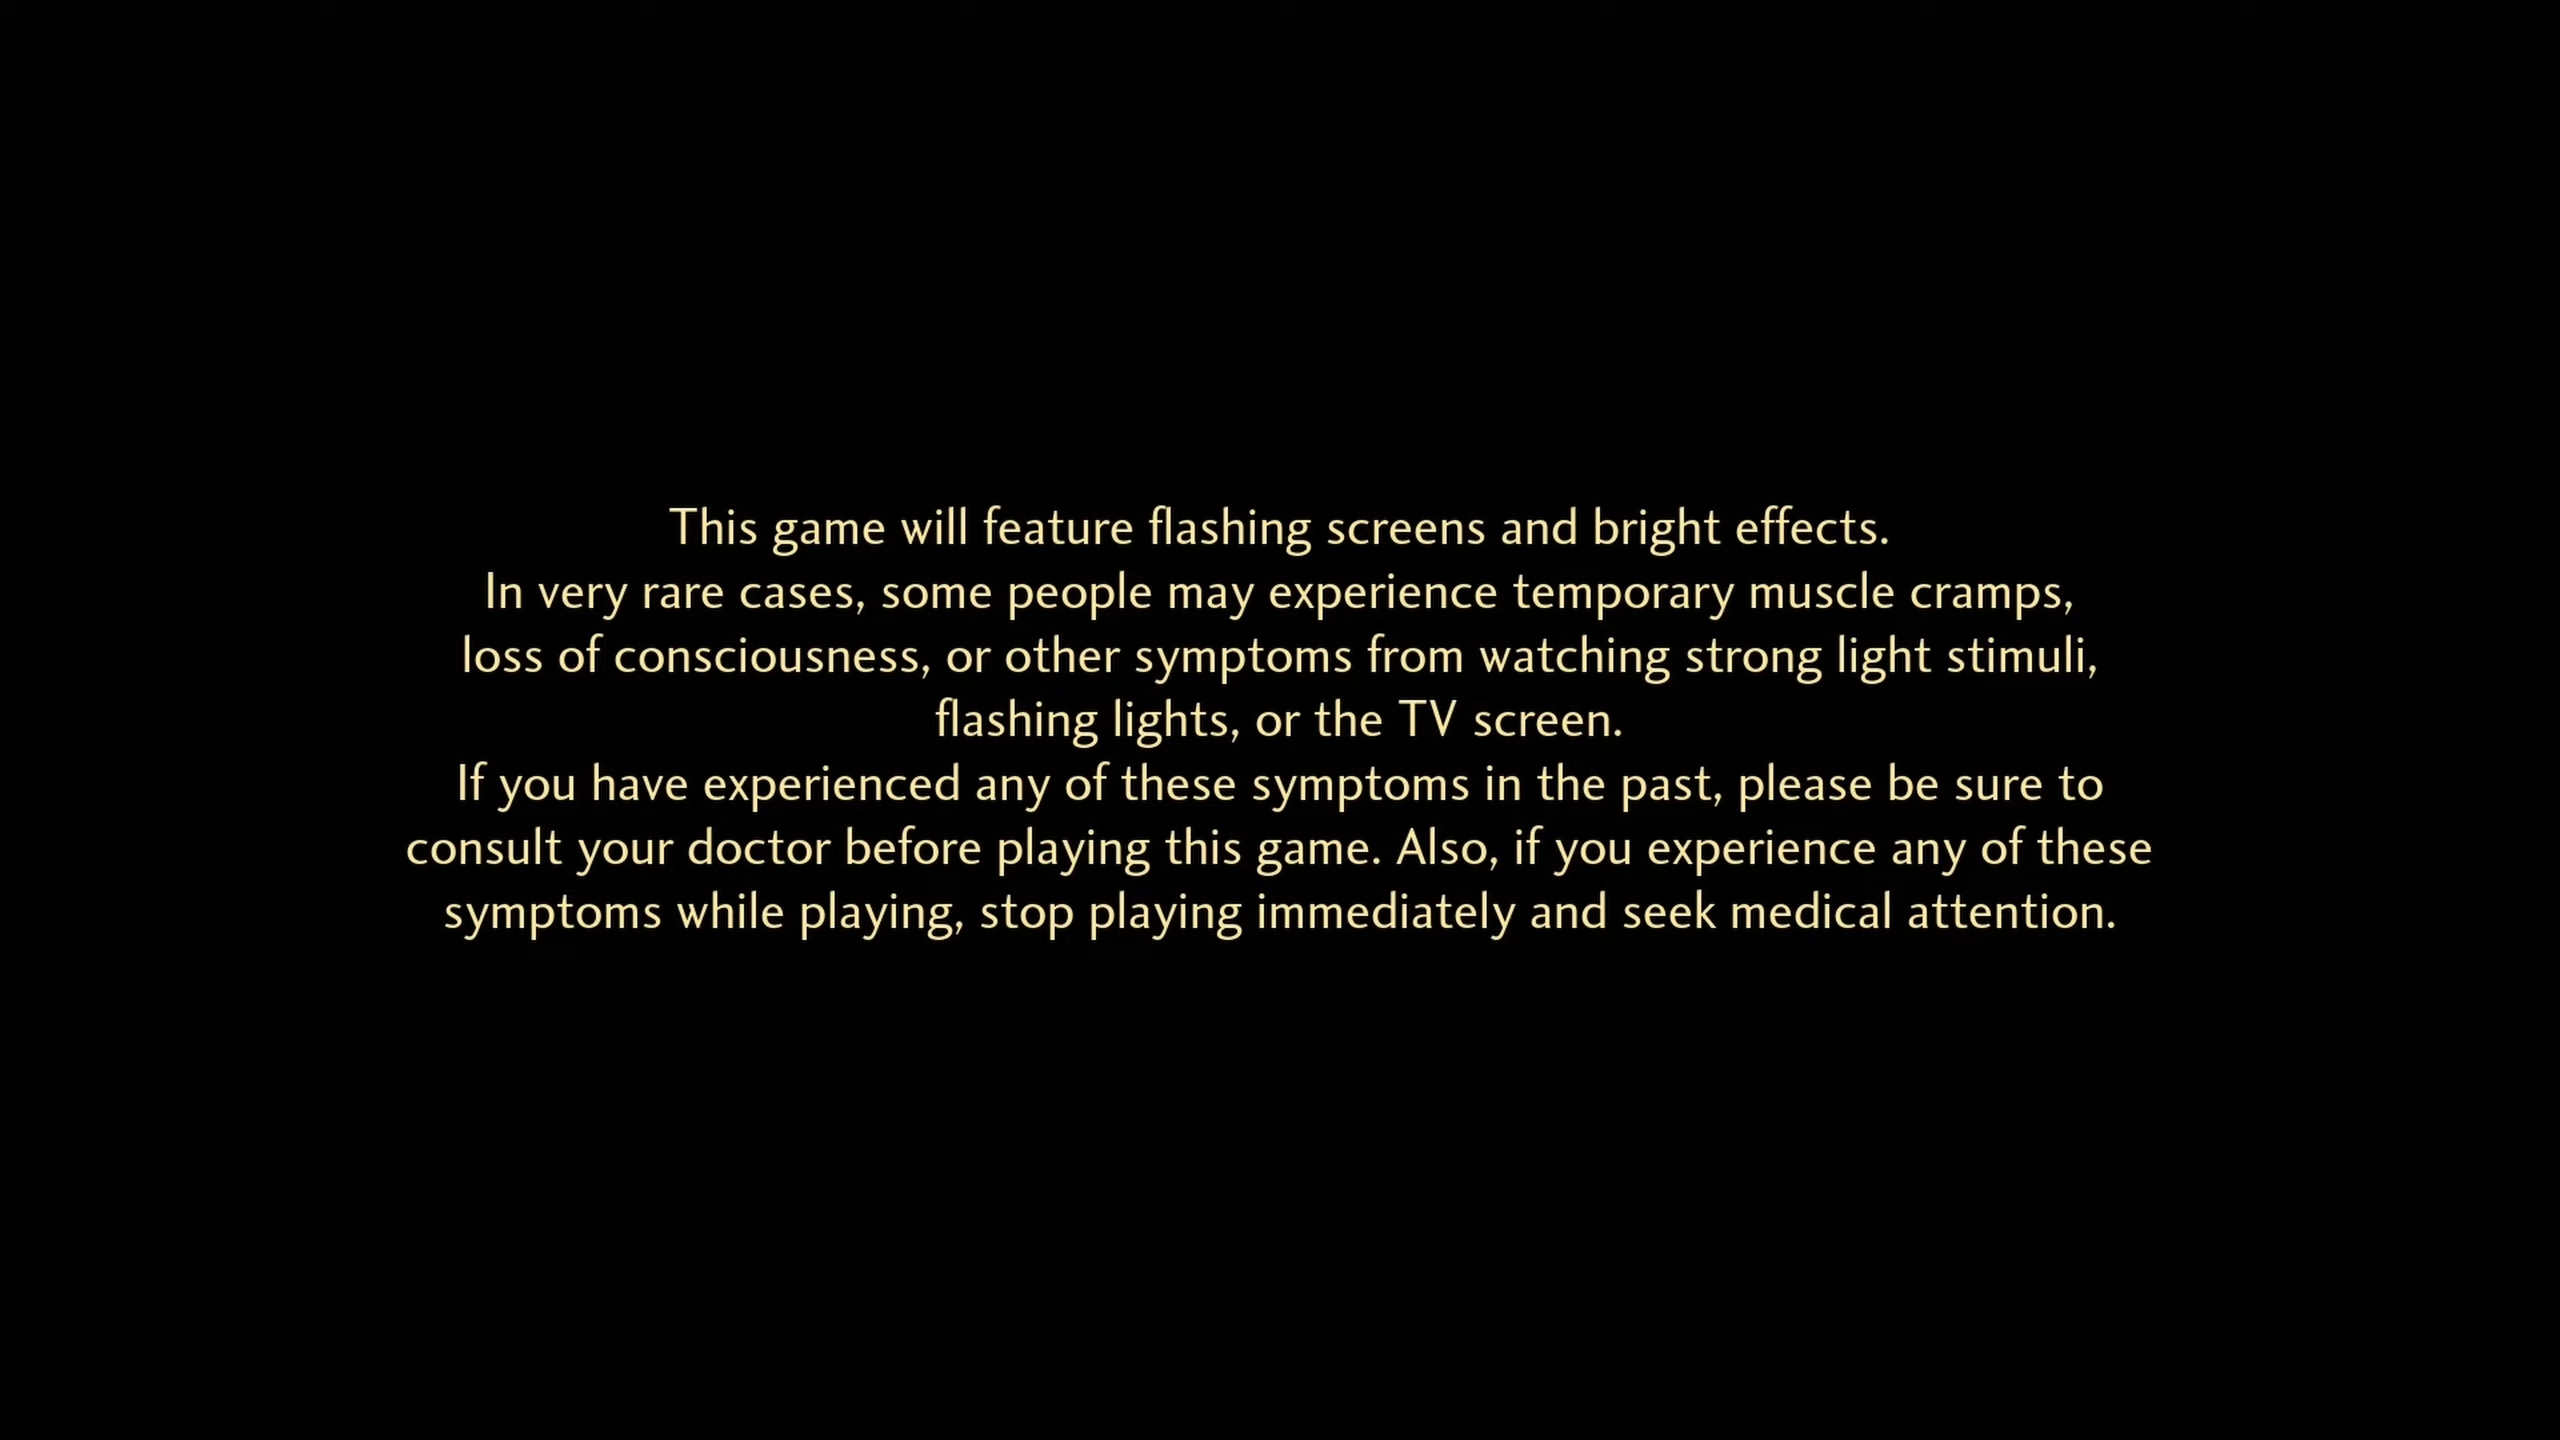 This game will feature flashing screens and bright effects.
In very rare cases, some people may experience temporary muscle cramps,
loss of consciousness, or other symptoms from watching strong light stimuli,
flashing lights, or the TV screen.
If you have experienced any of these symptoms in the past, please be sure to
consult your doctor before playing this game. Also, if you experience any of these
symptoms while playing, stop playing immediately and seek medical attention.